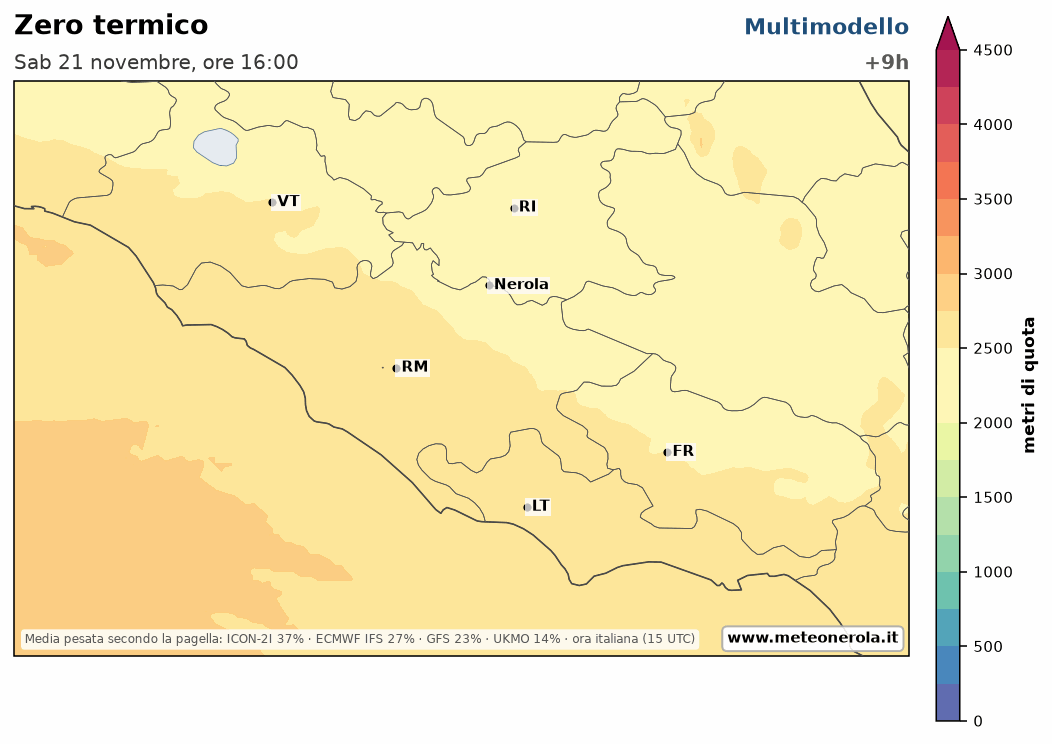 Zero termico
Multimodello
Sab 21 novembre, ore 16:00
+9h
VT
RI
Nerola
RM
FR
LT
Media pesata secondo la pagella: ICON-2I 37% · ECMWF IFS 27% · GFS 23% · UKMO 14% · ora italiana (15 UTC)
www.meteonerola.it
4500
4000
3500
3000
2500
2000
1500
1000
500
0
metri di quota